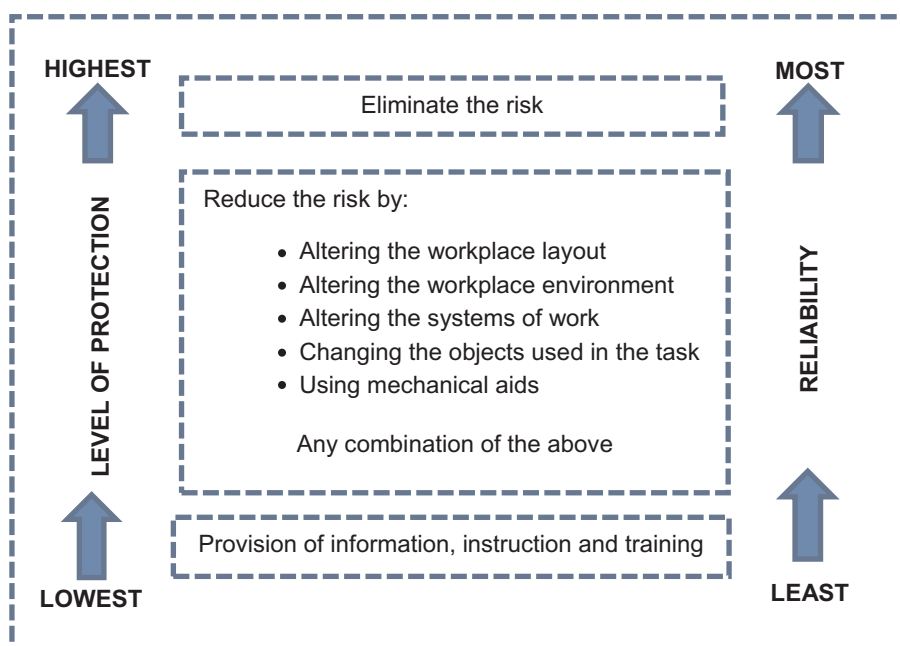 HIGHEST
MOST
Eliminate the risk
Reduce the risk by:
• Altering the workplace layout
• Altering the workplace environment
• Altering the systems of work
• Changing the objects used in the task
• Using mechanical aids
Any combination of the above
LEVEL OF PROTECTION
RELIABILITY
Provision of information, instruction and training
LOWEST
LEAST